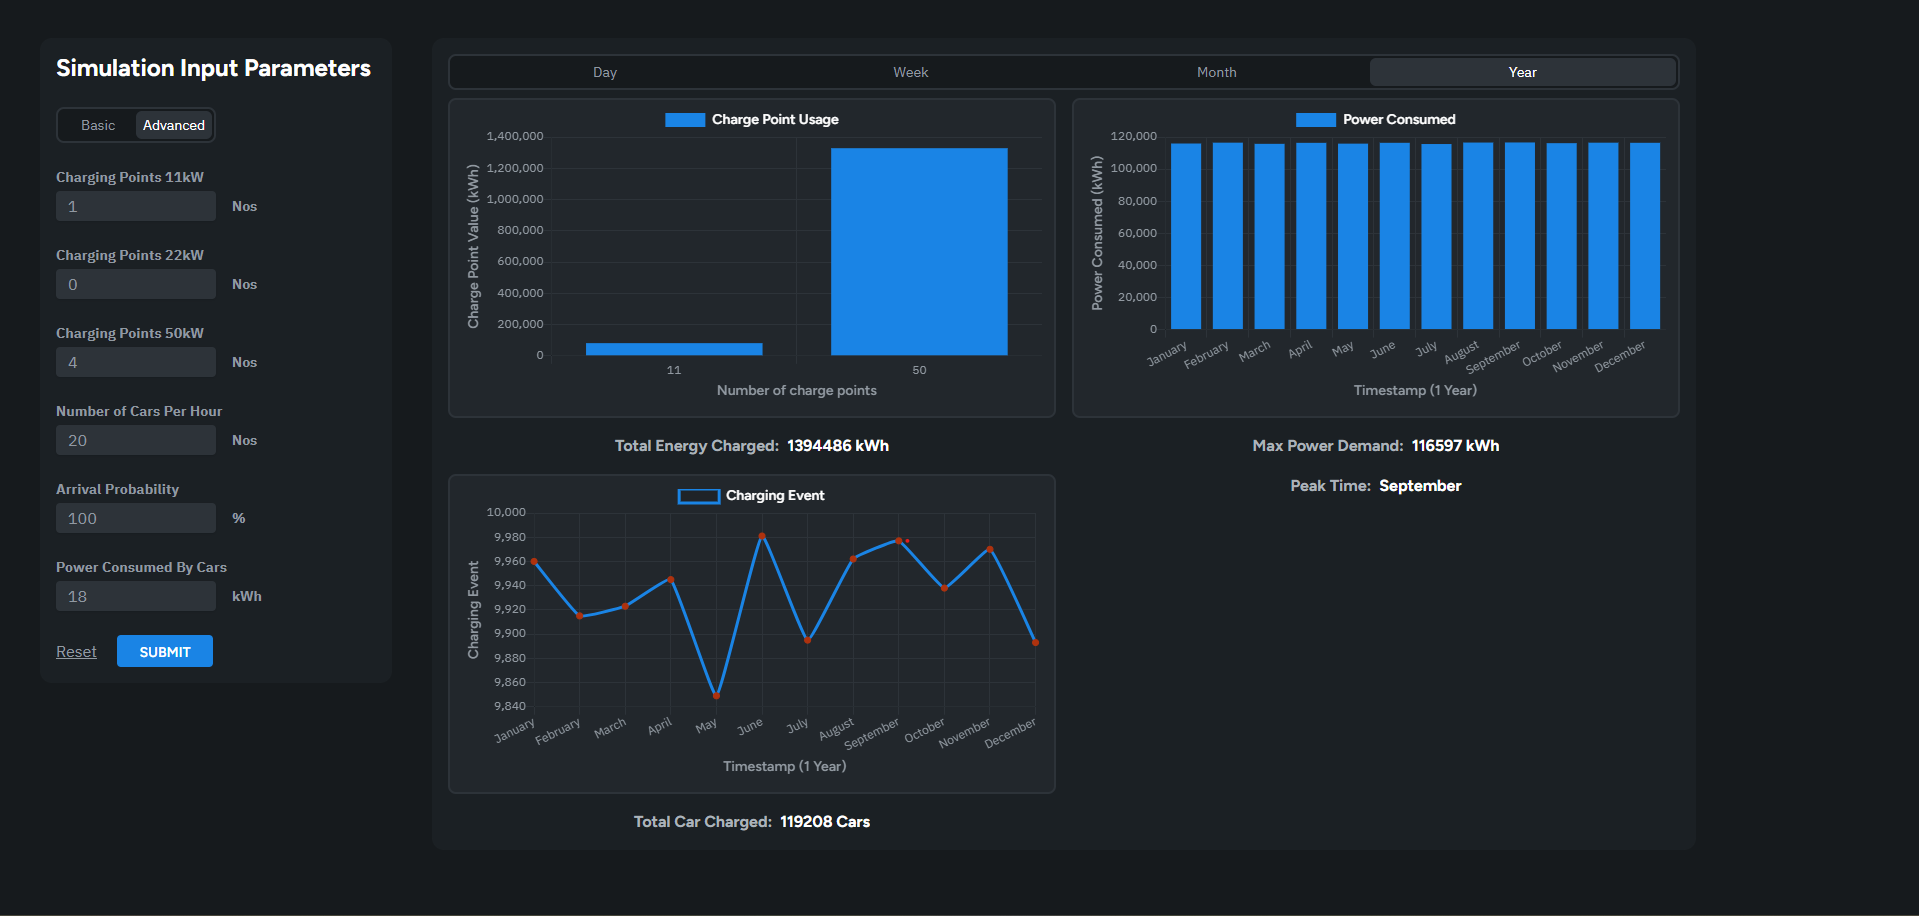 Simulation Input Parameters
Basic
Advanced
Charging Points 11kW
1
Nos
Charging Points 22kW
0
Nos
Charging Points 50kW
4
Nos
Number of Cars Per Hour
20
Nos
Arrival Probability
100
%
Power Consumed By Cars
18
kWh
Reset
SUBMIT
Day
Week
Month
Year
Charge Point Usage
Charge Point Value (kWh)
1,400,000
1,200,000
1,000,000
800,000
600,000
400,000
200,000
0
11
50
Number of charge points
Total Energy Charged: 1394486 kWh
Power Consumed
Power Consumed (kWh)
120,000
100,000
80,000
60,000
40,000
20,000
0
January
February
March
April
May
June
July
August
September
October
November
December
Timestamp (1 Year)
Max Power Demand: 116597 kWh
Peak Time: September
Charging Event
Charging Event
10,000
9,980
9,960
9,940
9,920
9,900
9,880
9,860
9,840
January
February
March
April
May
June
July
August
September
October
November
December
Timestamp (1 Year)
Total Car Charged: 119208 Cars